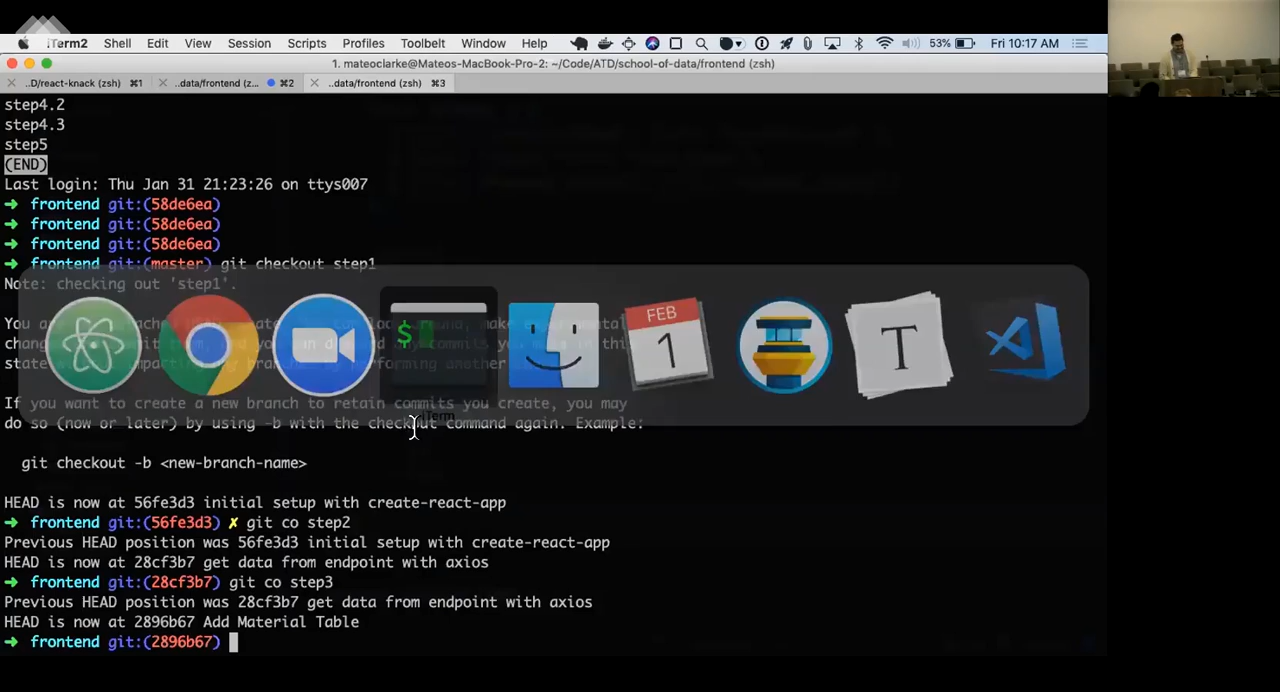 iTerm2 Shell Edit View Session Scripts Profiles Toolbelt Window Help 53% Fri 10:17 AM
1. mateoclarke@Mateos-MacBook-Pro-2: ~/Code/ATD/school-of-data/frontend (zsh)
..D/react-knack (zsh) ⌘1 ..data/frontend (z... ⌘2 ..data/frontend (zsh) ⌘3
step4.2
step4.3
step5
(END)
Last login: Thu Jan 31 21:23:26 on ttys007
➜ frontend git:(58de6ea)
➜ frontend git:(58de6ea)
➜ frontend git:(58de6ea)
➜ frontend git:(master) git checkout step1
Note: checking out 'step1'.
FEB
1
$
T
If you want to create a new branch to retain commits you create, you may
iTerm
do so (now or later) by using -b with the checkout command again. Example:
git checkout -b <new-branch-name>
HEAD is now at 56fe3d3 initial setup with create-react-app
➜ frontend git:(56fe3d3) ✗ git co step2
Previous HEAD position was 56fe3d3 initial setup with create-react-app
HEAD is now at 28cf3b7 get data from endpoint with axios
➜ frontend git:(28cf3b7) git co step3
Previous HEAD position was 28cf3b7 get data from endpoint with axios
HEAD is now at 2896b67 Add Material Table
➜ frontend git:(2896b67)